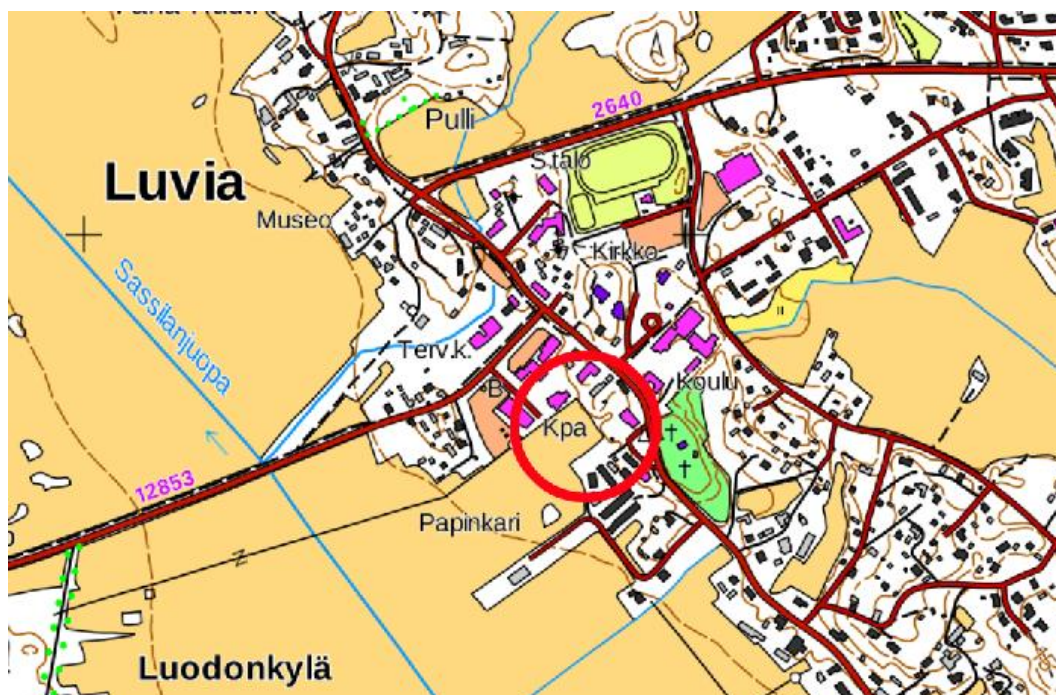 2640
Pulli
Luvia
S.talo
Museo
Kirkko
Sassilanjuopa
Terv.k.
Koulu
B
Kpa
12853
Papinkari
Luodonkylä